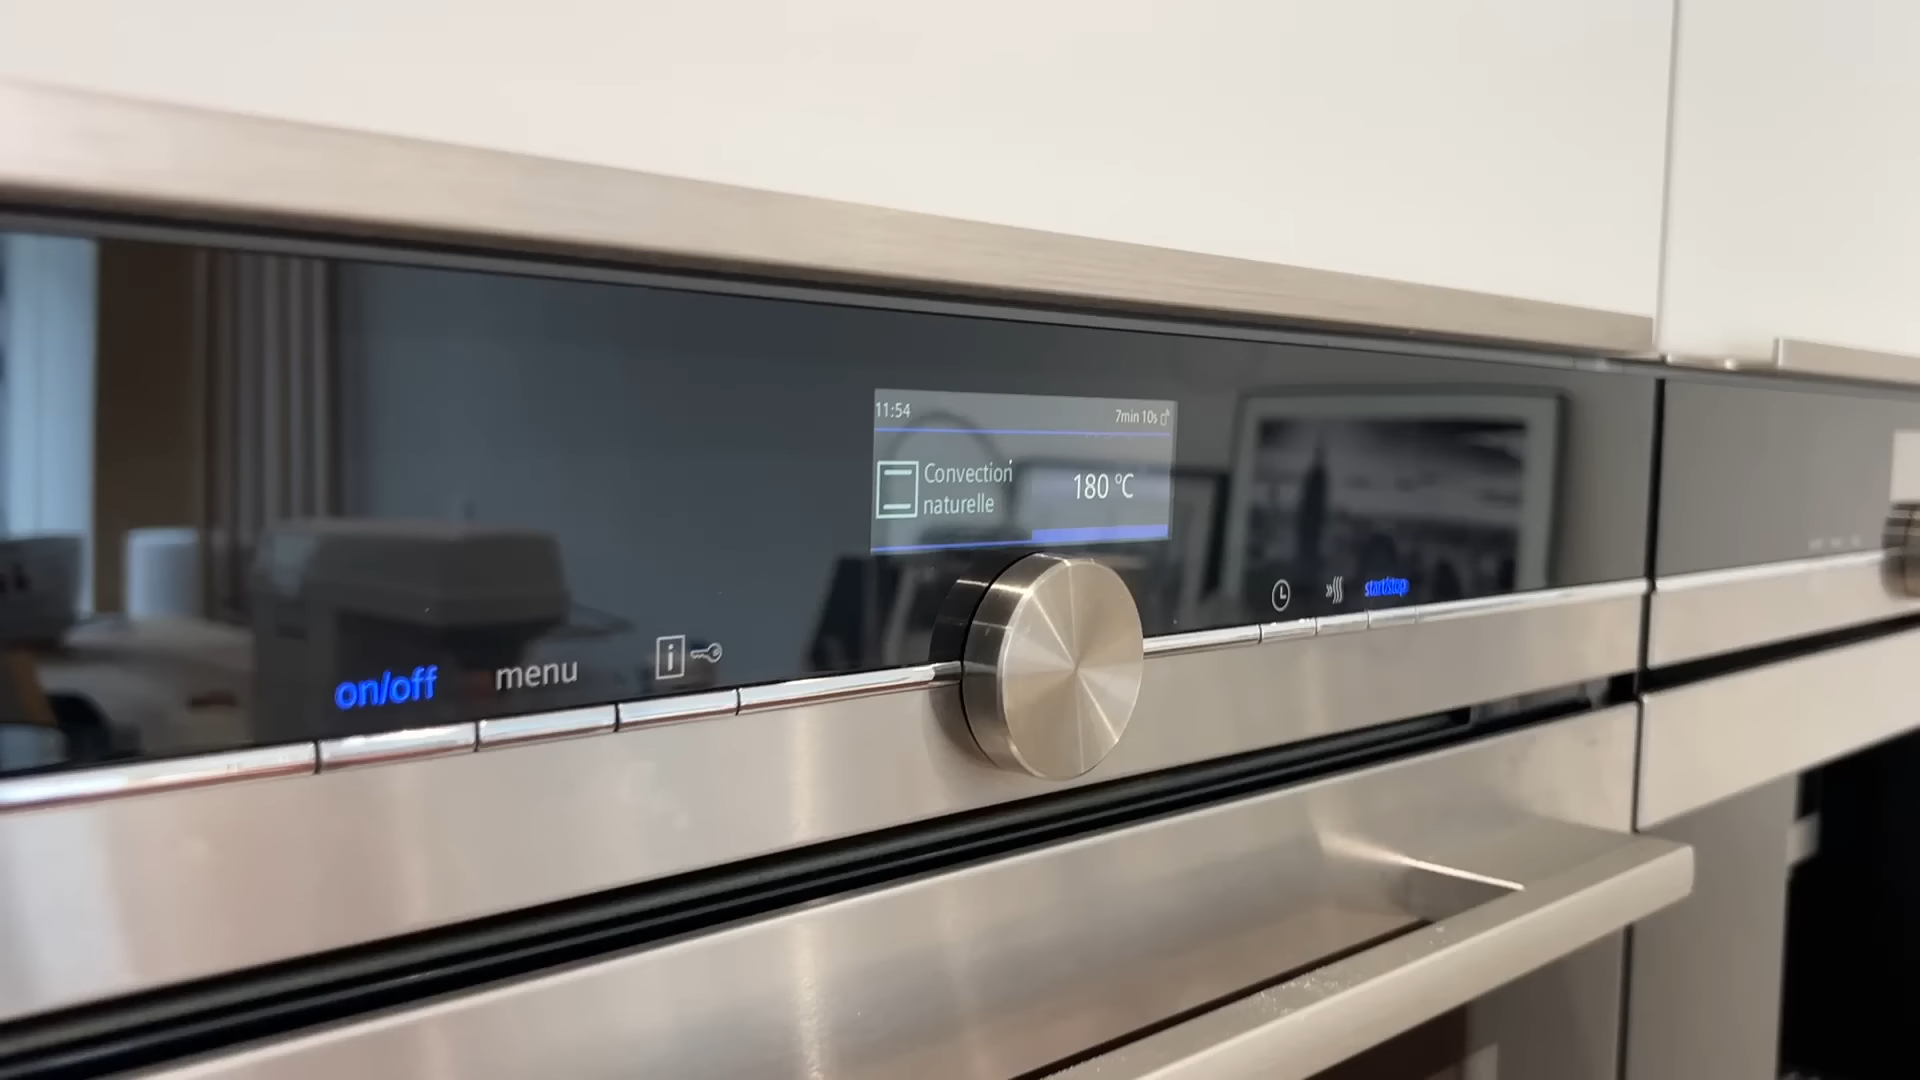 11:54
7min 10s
Convection
naturelle
180 °C
on/off
menu
i
start/stop